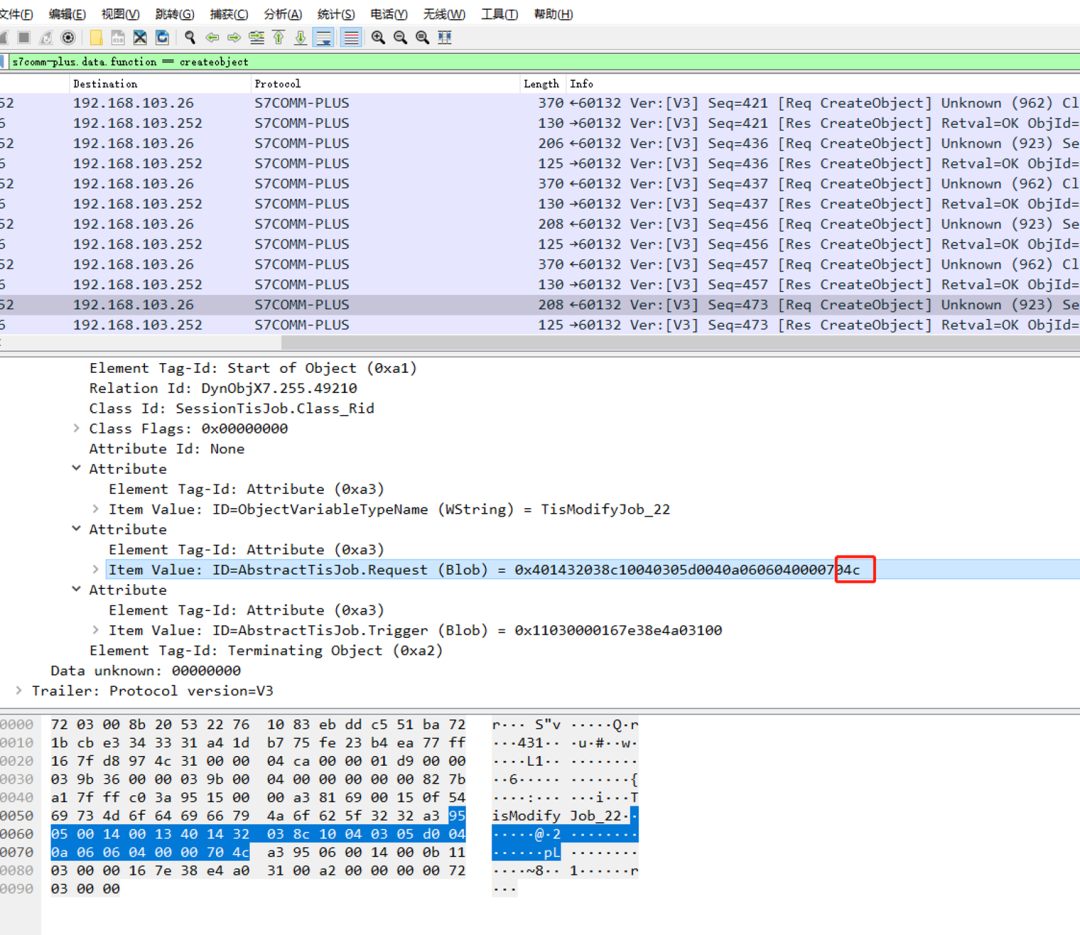 文件(F) 编辑(E) 视图(V) 跳转(G) 捕获(C) 分析(A) 统计(S) 电话(Y) 无线(W) 工具(T) 帮助(H)
s7comm-plus.data.function == createobject
Destination Protocol Length Info
52 192.168.103.26 S7COMM-PLUS 370 ←60132 Ver:[V3] Seq=421 [Req CreateObject] Unknown (962) Cl
6 192.168.103.252 S7COMM-PLUS 130 →60132 Ver:[V3] Seq=421 [Res CreateObject] Retval=OK ObjId=
52 192.168.103.26 S7COMM-PLUS 206 ←60132 Ver:[V3] Seq=436 [Req CreateObject] Unknown (923) Se
6 192.168.103.252 S7COMM-PLUS 125 →60132 Ver:[V3] Seq=436 [Res CreateObject] Retval=OK ObjId=
52 192.168.103.26 S7COMM-PLUS 370 ←60132 Ver:[V3] Seq=437 [Req CreateObject] Unknown (962) Cl
6 192.168.103.252 S7COMM-PLUS 130 →60132 Ver:[V3] Seq=437 [Res CreateObject] Retval=OK ObjId=
52 192.168.103.26 S7COMM-PLUS 208 ←60132 Ver:[V3] Seq=456 [Req CreateObject] Unknown (923) Se
6 192.168.103.252 S7COMM-PLUS 125 →60132 Ver:[V3] Seq=456 [Res CreateObject] Retval=OK ObjId=
52 192.168.103.26 S7COMM-PLUS 370 ←60132 Ver:[V3] Seq=457 [Req CreateObject] Unknown (962) Cl
6 192.168.103.252 S7COMM-PLUS 130 →60132 Ver:[V3] Seq=457 [Res CreateObject] Retval=OK ObjId=
52 192.168.103.26 S7COMM-PLUS 208 ←60132 Ver:[V3] Seq=473 [Req CreateObject] Unknown (923) Se
6 192.168.103.252 S7COMM-PLUS 125 →60132 Ver:[V3] Seq=473 [Res CreateObject] Retval=OK ObjId=
Element Tag-Id: Start of Object (0xa1)
Relation Id: DynObjX7.255.49210
Class Id: SessionTisJob.Class_Rid
Class Flags: 0x00000000
Attribute Id: None
Attribute
Element Tag-Id: Attribute (0xa3)
Item Value: ID=ObjectVariableTypeName (WString) = TisModifyJob_22
Attribute
Element Tag-Id: Attribute (0xa3)
Item Value: ID=AbstractTisJob.Request (Blob) = 0x401432038c10040305d0040a0606040000704c
Attribute
Element Tag-Id: Attribute (0xa3)
Item Value: ID=AbstractTisJob.Trigger (Blob) = 0x11030000167e38e4a03100
Element Tag-Id: Terminating Object (0xa2)
Data unknown: 00000000
Trailer: Protocol version=V3
0000 72 03 00 8b 20 53 22 76 10 83 eb dd c5 51 ba 72 r··· S"v ·····Q·r
0010 1b cb e3 34 33 31 a4 1d b7 75 fe 23 b4 ea 77 ff ···431·· ·u·#··w·
0020 16 7f d8 97 4c 31 00 00 04 ca 00 00 01 d9 00 00 ····L1·· ········
0030 03 9b 36 00 00 03 9b 00 04 00 00 00 00 00 82 7b ··6····· ·······{
0040 a1 7f ff c0 3a 95 15 00 00 a3 81 69 00 15 0f 54 ····:··· ···i···T
0050 69 73 4d 6f 64 69 66 79 4a 6f 62 5f 32 32 a3 95 isModify Job_22··
0060 05 00 14 00 13 40 14 32 03 8c 10 04 03 05 d0 04 ·····@·2 ········
0070 0a 06 06 04 00 00 70 4c a3 95 06 00 14 00 0b 11 ······pL ········
0080 03 00 00 16 7e 38 e4 a0 31 00 a2 00 00 00 00 72 ····~8·· 1······r
0090 03 00 00 ···